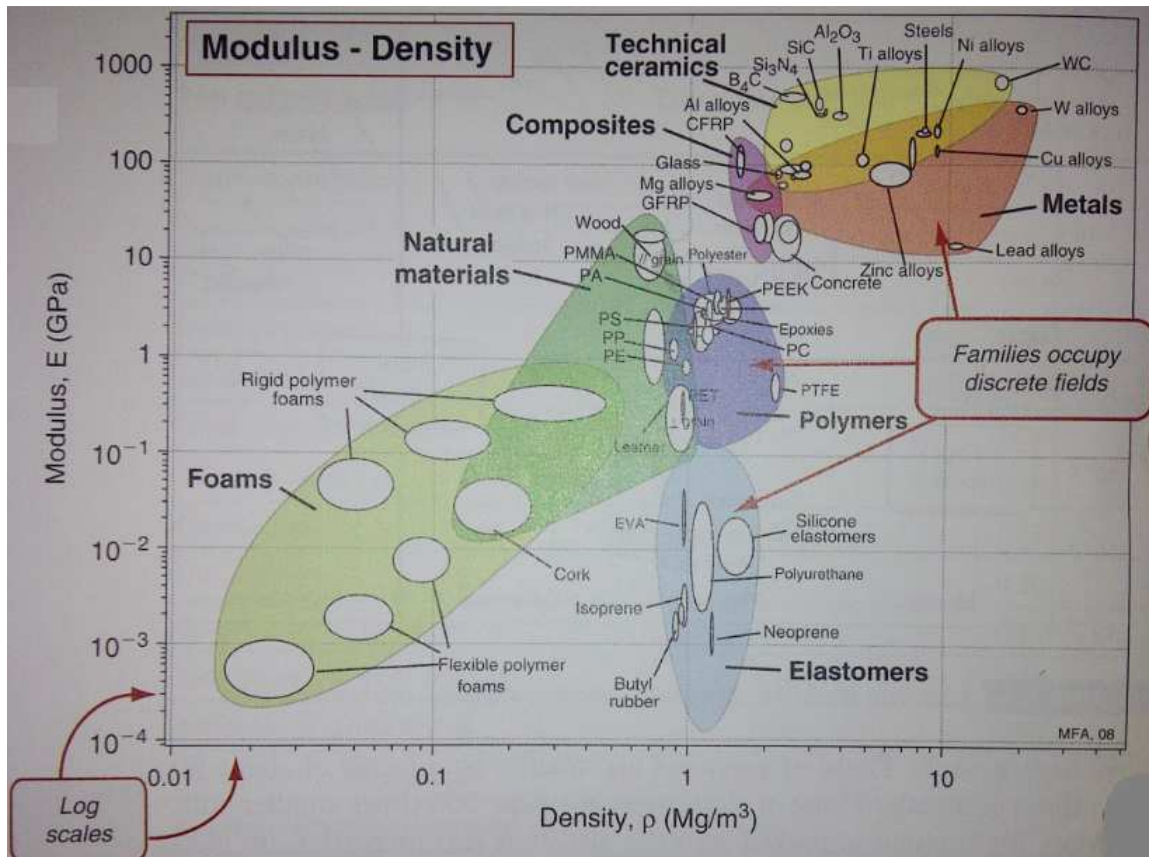 Modulus - Density
Technical
ceramics
B₄C
Si₃N₄
SiC
Al₂O₃
Ti alloys
Steels
Ni alloys
WC
W alloys
Cu alloys
Metals
Lead alloys
Zinc alloys
Al alloys
CFRP
Composites
Glass
Mg alloys
GFRP
Concrete
Natural
materials
Wood
// grain
PMMA
PA
Polyester
PEEK
PS
PP
PE
Epoxies
PC
PET
⊥ grain
Leather
PTFE
Polymers
Families occupy
discrete fields
Rigid polymer
foams
Foams
Cork
Flexible polymer
foams
EVA
Silicone
elastomers
Polyurethane
Isoprene
Neoprene
Butyl
rubber
Elastomers
MFA, 08
Modulus, E (GPa)
1000
100
10
1
10⁻¹
10⁻²
10⁻³
10⁻⁴
0.01
0.1
1
10
Density, ρ (Mg/m³)
Log
scales